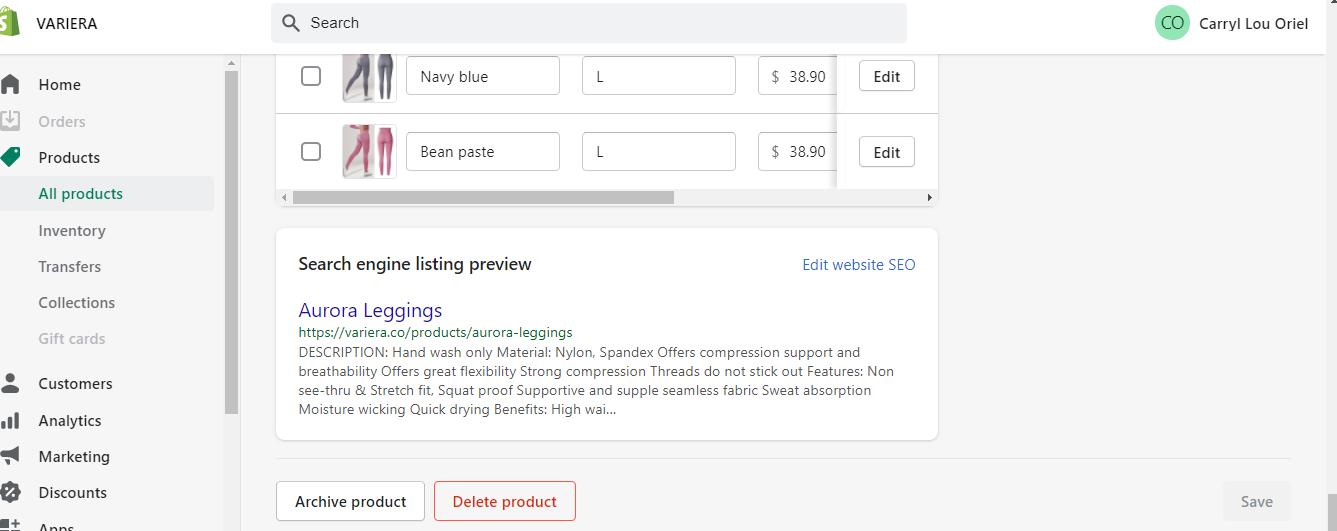 VARIERA
Search
CO
Carryl Lou Oriel
Home
Orders
Products
All products
Inventory
Transfers
Collections
Gift cards
Customers
Analytics
Marketing
Discounts
Apps
Navy blue
L
$ 38.90
Edit
Bean paste
L
$ 38.90
Edit
Search engine listing preview
Edit website SEO
Aurora Leggings
https://variera.co/products/aurora-leggings
DESCRIPTION: Hand wash only Material: Nylon, Spandex Offers compression support and
breathability Offers great flexibility Strong compression Threads do not stick out Features: Non
see-thru & Stretch fit, Squat proof Supportive and supple seamless fabric Sweat absorption
Moisture wicking Quick drying Benefits: High wai...
Archive product
Delete product
Save